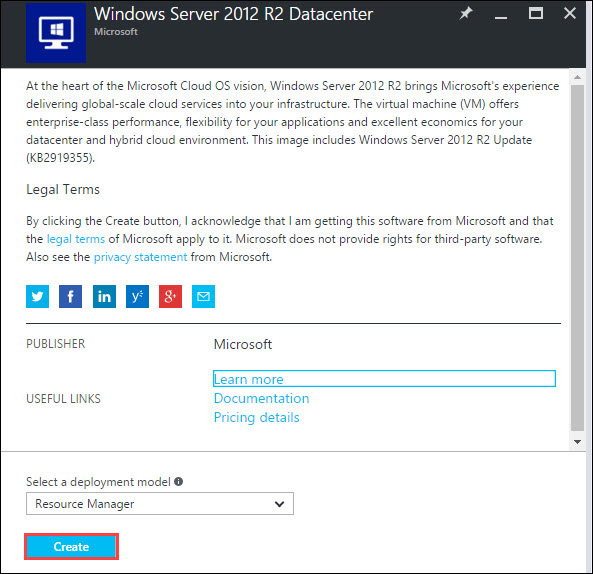 Windows Server 2012 R2 Datacenter
Microsoft
At the heart of the Microsoft Cloud OS vision, Windows Server 2012 R2 brings Microsoft's experience
delivering global-scale cloud services into your infrastructure. The virtual machine (VM) offers
enterprise-class performance, flexibility for your applications and excellent economics for your
datacenter and hybrid cloud environment. This image includes Windows Server 2012 R2 Update
(KB2919355).
Legal Terms
By clicking the Create button, I acknowledge that I am getting this software from Microsoft and that
the legal terms of Microsoft apply to it. Microsoft does not provide rights for third-party software.
Also see the privacy statement from Microsoft.
PUBLISHER Microsoft
Learn more
USEFUL LINKS Documentation
Pricing details
Select a deployment model
Resource Manager
Create